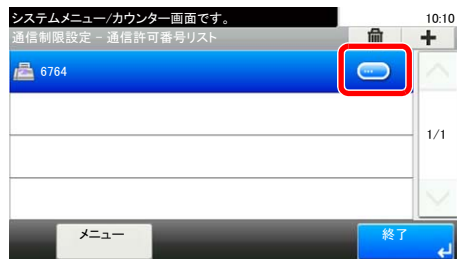 システムメニュー/カウンター画面です。
10:10
通信制限設定 - 通信許可番号リスト
6764
1/1
メニュー
終了